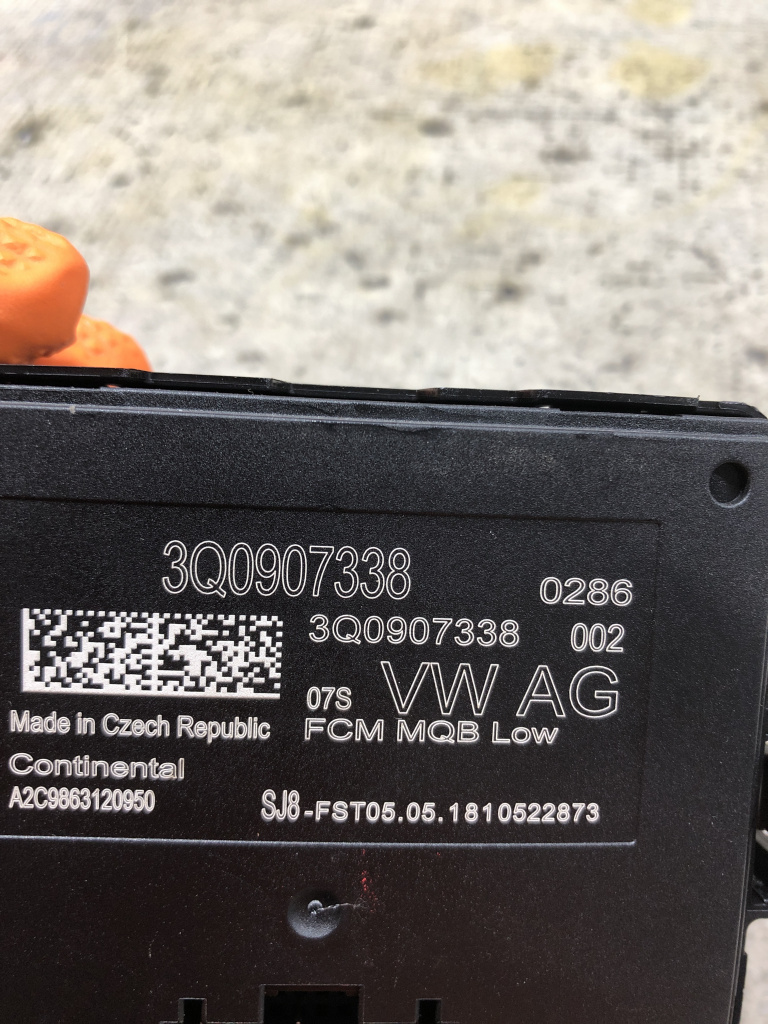 3Q0907338
0286
3Q0907338 002
07S VW AG
Made in Czech Republic FCM MQB Low
Continental
A2C9863120950 SJ8-FST05.05.1810522873